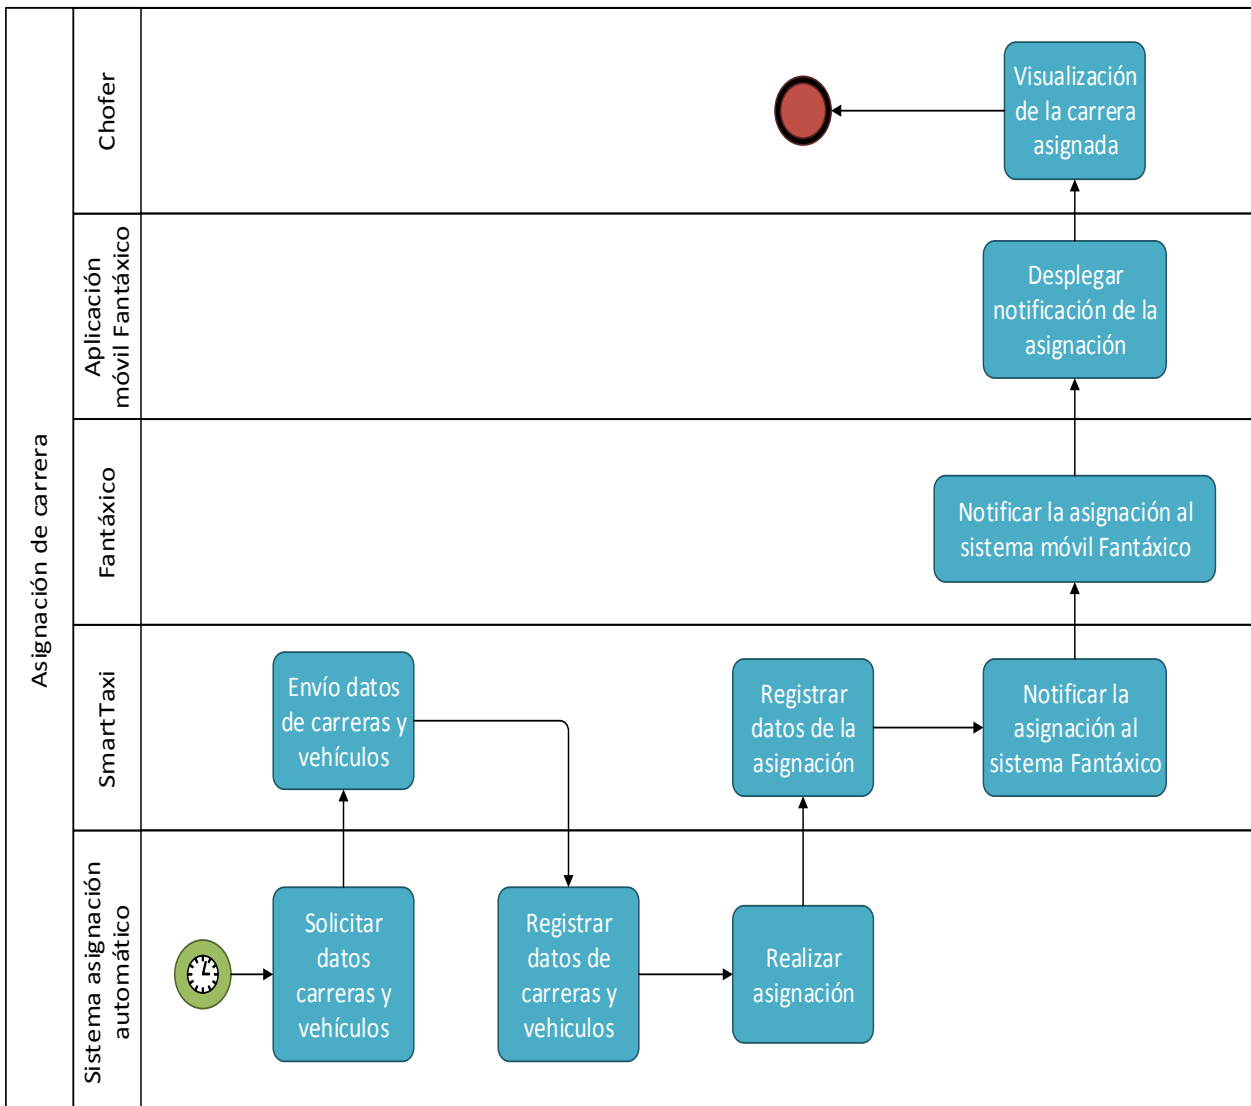 Asignación de carrera
Chofer
Visualización
de la carrera
asignada
Aplicación
móvil Fantáxico
Desplegar
notificación de la
asignación
Fantáxico
Notificar la asignación al
sistema móvil Fantáxico
SmartTaxi
Envío datos
de carreras y
vehículos
Registrar
datos de la
asignación
Notificar la
asignación al
sistema Fantáxico
Sistema asignación
automático
Solicitar
datos
carreras y
vehículos
Registrar
datos de
carreras y
vehiculos
Realizar
asignación